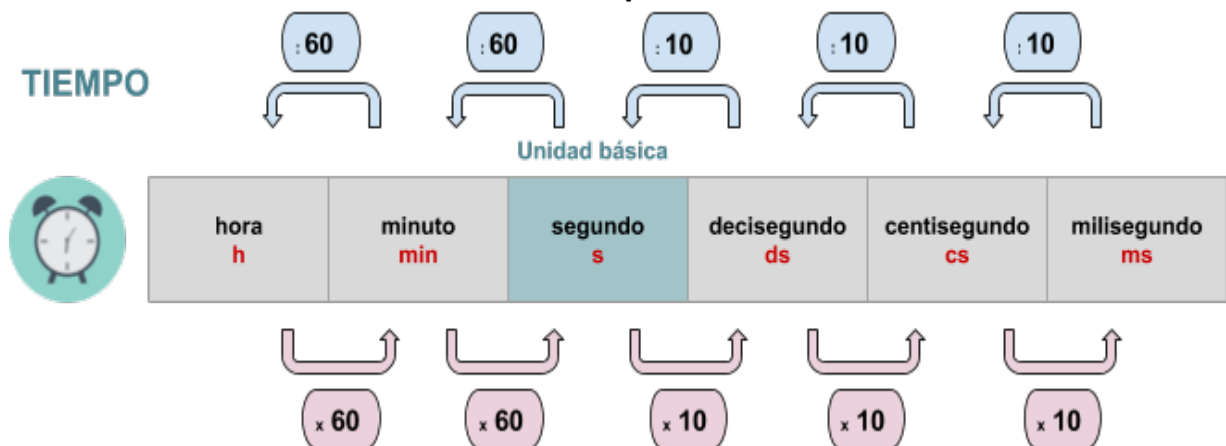 : 60 : 60 : 10 : 10 : 10
TIEMPO
Unidad básica
hora minuto segundo decisegundo centisegundo milisegundo
h min s ds cs ms
x 60 x 60 x 10 x 10 x 10